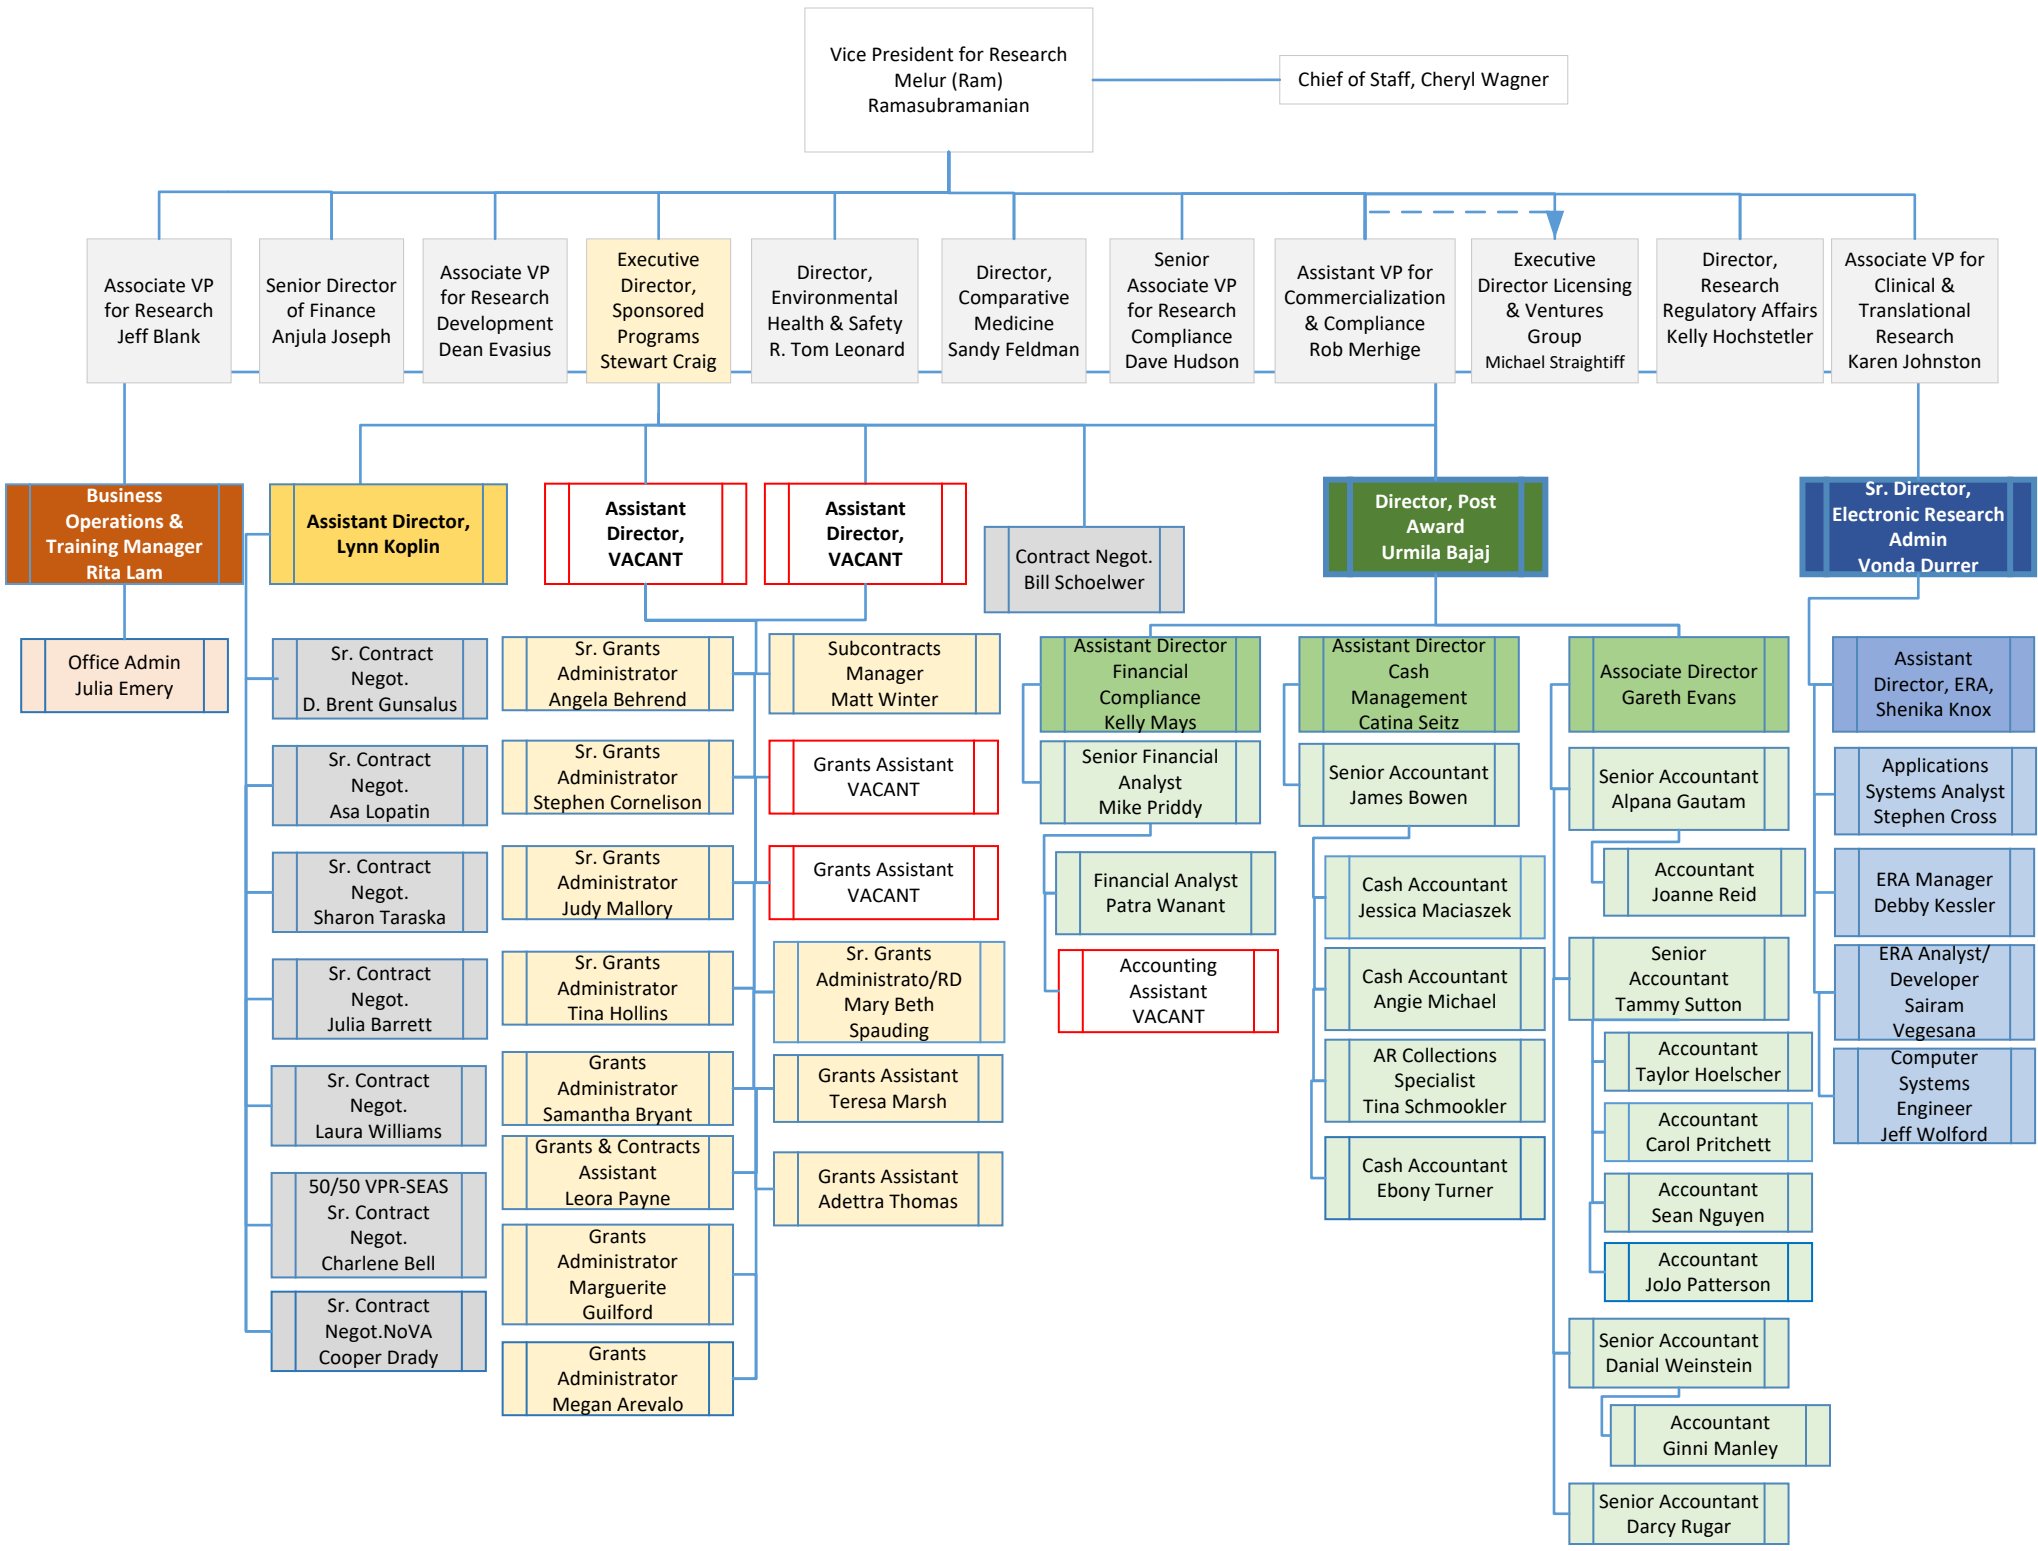 Vice President for Research
Melur (Ram)
Ramasubramanian
Chief of Staff, Cheryl Wagner
Associate VP
for Research
Jeff Blank
Senior Director
of Finance
Anjula Joseph
Associate VP
for Research
Development
Dean Evasius
Executive
Director,
Sponsored
Programs
Stewart Craig
Director,
Environmental
Health & Safety
R. Tom Leonard
Director,
Comparative
Medicine
Sandy Feldman
Senior
Associate VP
for Research
Compliance
Dave Hudson
Assistant VP for
Commercialization
& Compliance
Rob Merhige
Executive
Director Licensing
& Ventures
Group
Michael Straightiff
Director,
Research
Regulatory Affairs
Kelly Hochstetler
Associate VP for
Clinical &
Translational
Research
Karen Johnston
Business
Operations &
Training Manager
Rita Lam
Assistant Director,
Lynn Koplin
Assistant
Director,
VACANT
Assistant
Director,
VACANT
Contract Negot.
Bill Schoelwer
Director, Post
Award
Urmila Bajaj
Sr. Director,
Electronic Research
Admin
Vonda Durrer
Office Admin
Julia Emery
Sr. Contract
Negot.
D. Brent Gunsalus
Sr. Contract
Negot.
Asa Lopatin
Sr. Contract
Negot.
Sharon Taraska
Sr. Contract
Negot.
Julia Barrett
Sr. Contract
Negot.
Laura Williams
50/50 VPR-SEAS
Sr. Contract
Negot.
Charlene Bell
Sr. Contract
Negot.NoVA
Cooper Drady
Sr. Grants
Administrator
Angela Behrend
Sr. Grants
Administrator
Stephen Cornelison
Sr. Grants
Administrator
Judy Mallory
Sr. Grants
Administrator
Tina Hollins
Grants
Administrator
Samantha Bryant
Grants & Contracts
Assistant
Leora Payne
Grants
Administrator
Marguerite
Guilford
Grants
Administrator
Megan Arevalo
Subcontracts
Manager
Matt Winter
Grants Assistant
VACANT
Grants Assistant
VACANT
Sr. Grants
Administrato/RD
Mary Beth
Spauding
Grants Assistant
Teresa Marsh
Grants Assistant
Adettra Thomas
Assistant Director
Financial
Compliance
Kelly Mays
Senior Financial
Analyst
Mike Priddy
Financial Analyst
Patra Wanant
Accounting
Assistant
VACANT
Assistant Director
Cash
Management
Catina Seitz
Senior Accountant
James Bowen
Cash Accountant
Jessica Maciaszek
Cash Accountant
Angie Michael
AR Collections
Specialist
Tina Schmookler
Cash Accountant
Ebony Turner
Associate Director
Gareth Evans
Senior Accountant
Alpana Gautam
Accountant
Joanne Reid
Senior
Accountant
Tammy Sutton
Accountant
Taylor Hoelscher
Accountant
Carol Pritchett
Accountant
Sean Nguyen
Accountant
JoJo Patterson
Senior Accountant
Danial Weinstein
Accountant
Ginni Manley
Senior Accountant
Darcy Rugar
Assistant
Director, ERA,
Shenika Knox
Applications
Systems Analyst
Stephen Cross
ERA Manager
Debby Kessler
ERA Analyst/
Developer
Sairam
Vegesana
Computer
Systems
Engineer
Jeff Wolford